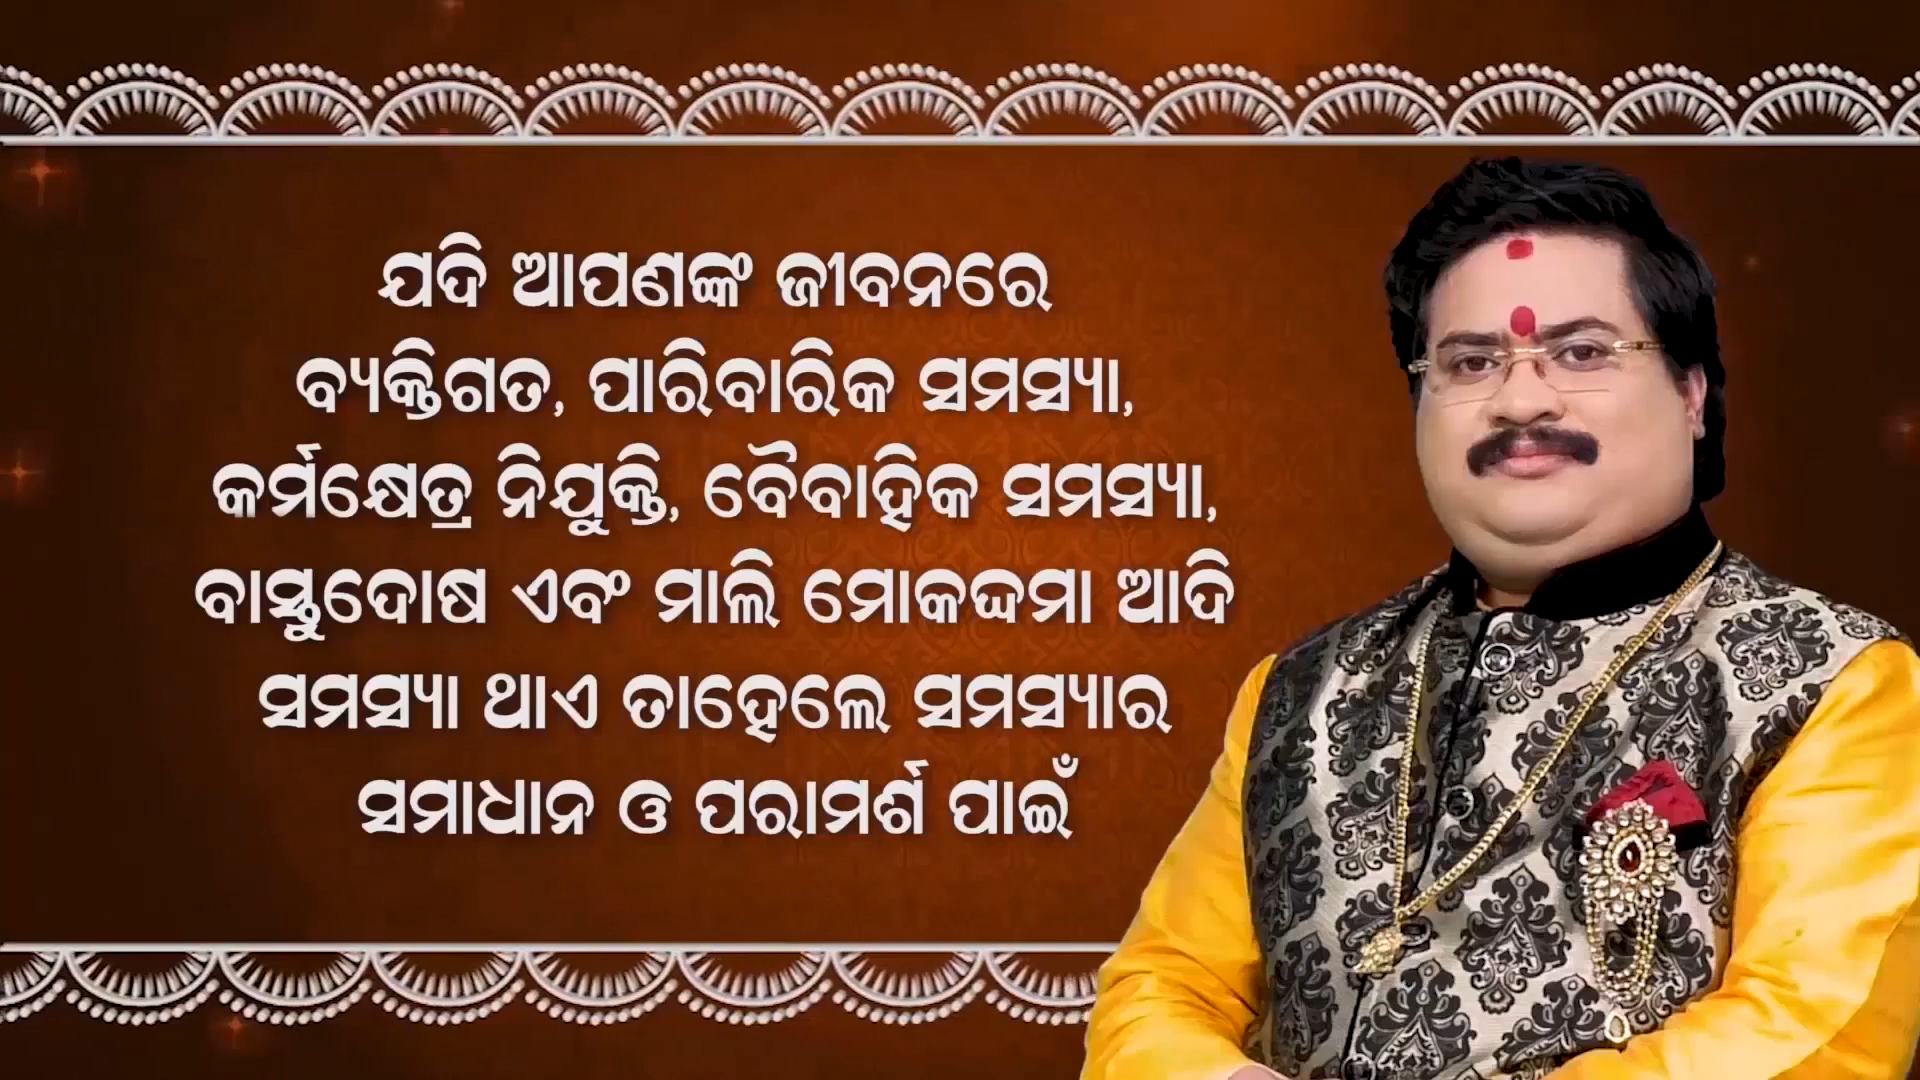 ଯଦି ଆପଣଙ୍କ ଜୀବନରେ
ବ୍ୟକ୍ତିଗତ, ପାରିବାରିକ ସମସ୍ୟା,
କର୍ମକ୍ଷେତ୍ର ନିଯୁକ୍ତି, ବୈବାହିକ ସମସ୍ୟା,
ବାସ୍ତୁଦୋଷ ଏବଂ ମାଲି ମୋକଦ୍ଦମା ଆଦି
ସମସ୍ୟା ଥାଏ ତାହେଲେ ସମସ୍ୟାର
ସମାଧାନ ଓ ପରାମର୍ଶ ପାଇଁ